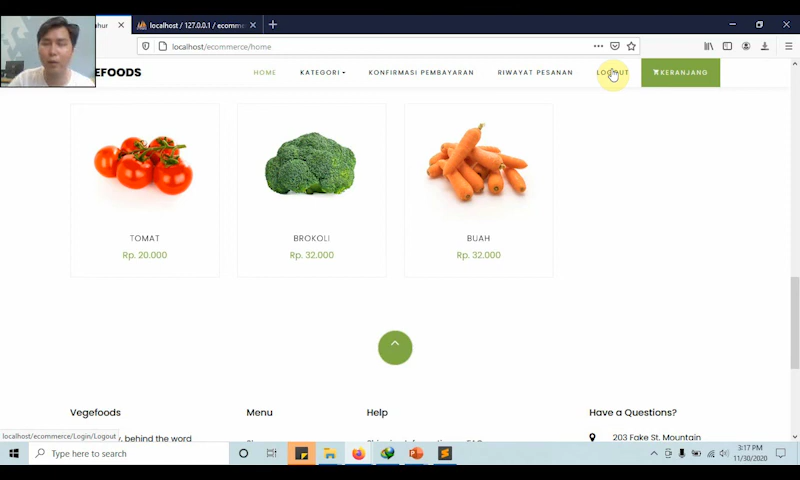 localhost / 127.0.0.1 / ecomme
localhost/ecommerce/home
HOME
KATEGORI
KONFIRMASI PEMBAYARAN
RIWAYAT PESANAN
LOGOUT
KERANJANG
TOMAT
Rp. 20.000
BROKOLI
Rp. 32.000
BUAH
Rp. 32.000
Vegefoods
Menu
Help
Have a Questions?
behind the word
203 Fake St. Mountain
localhost/ecommerce/Login/Logout
Type here to search
3:17 PM
11/30/2020